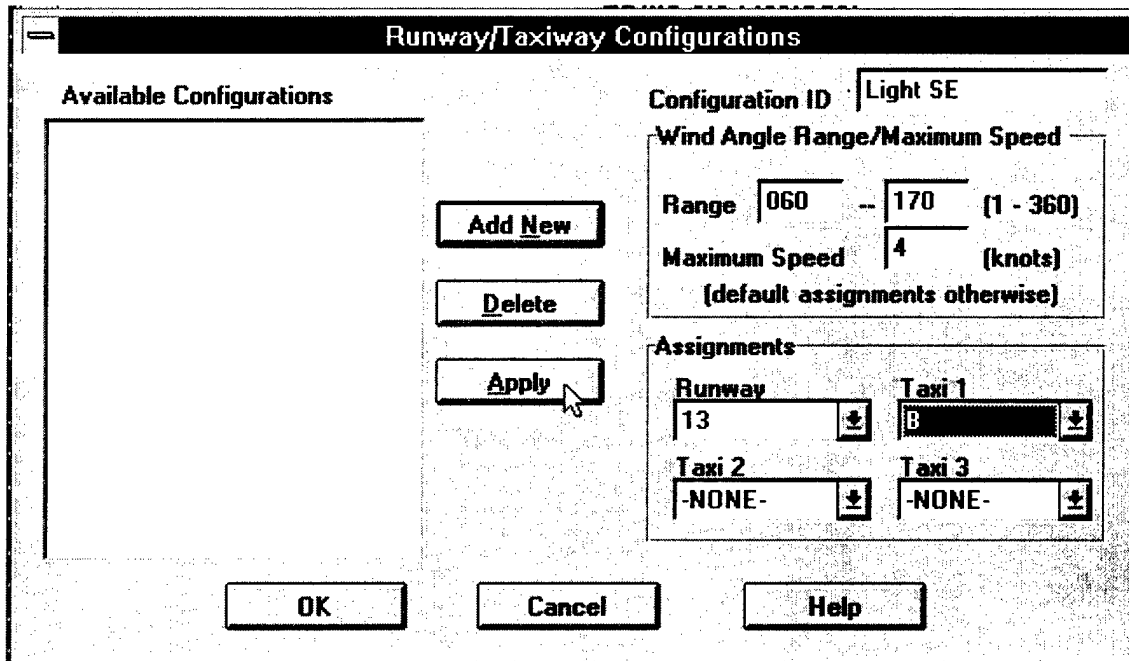 Runway/Taxiway Configurations
Available Configurations
Add New
Delete
Apply
Configuration ID Light SE
Wind Angle Range/Maximum Speed
Range 060 -- 170 (1 - 360)
Maximum Speed 4 (knots)
(default assignments otherwise)
Assignments
Runway Taxi 1
13 B
Taxi 2 Taxi 3
-NONE- -NONE-
OK Cancel Help